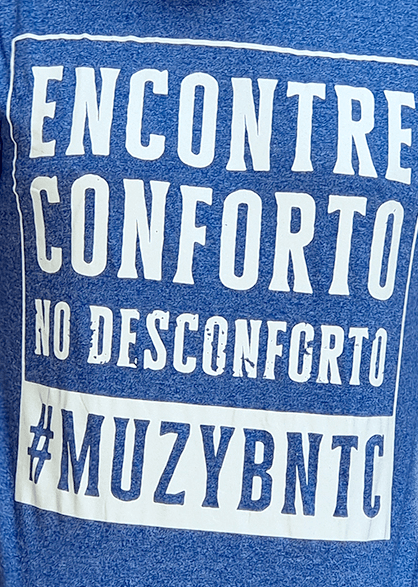 ENCONTRE
CONFORTO
NO DESCONFORTO
#MUZYBNTC